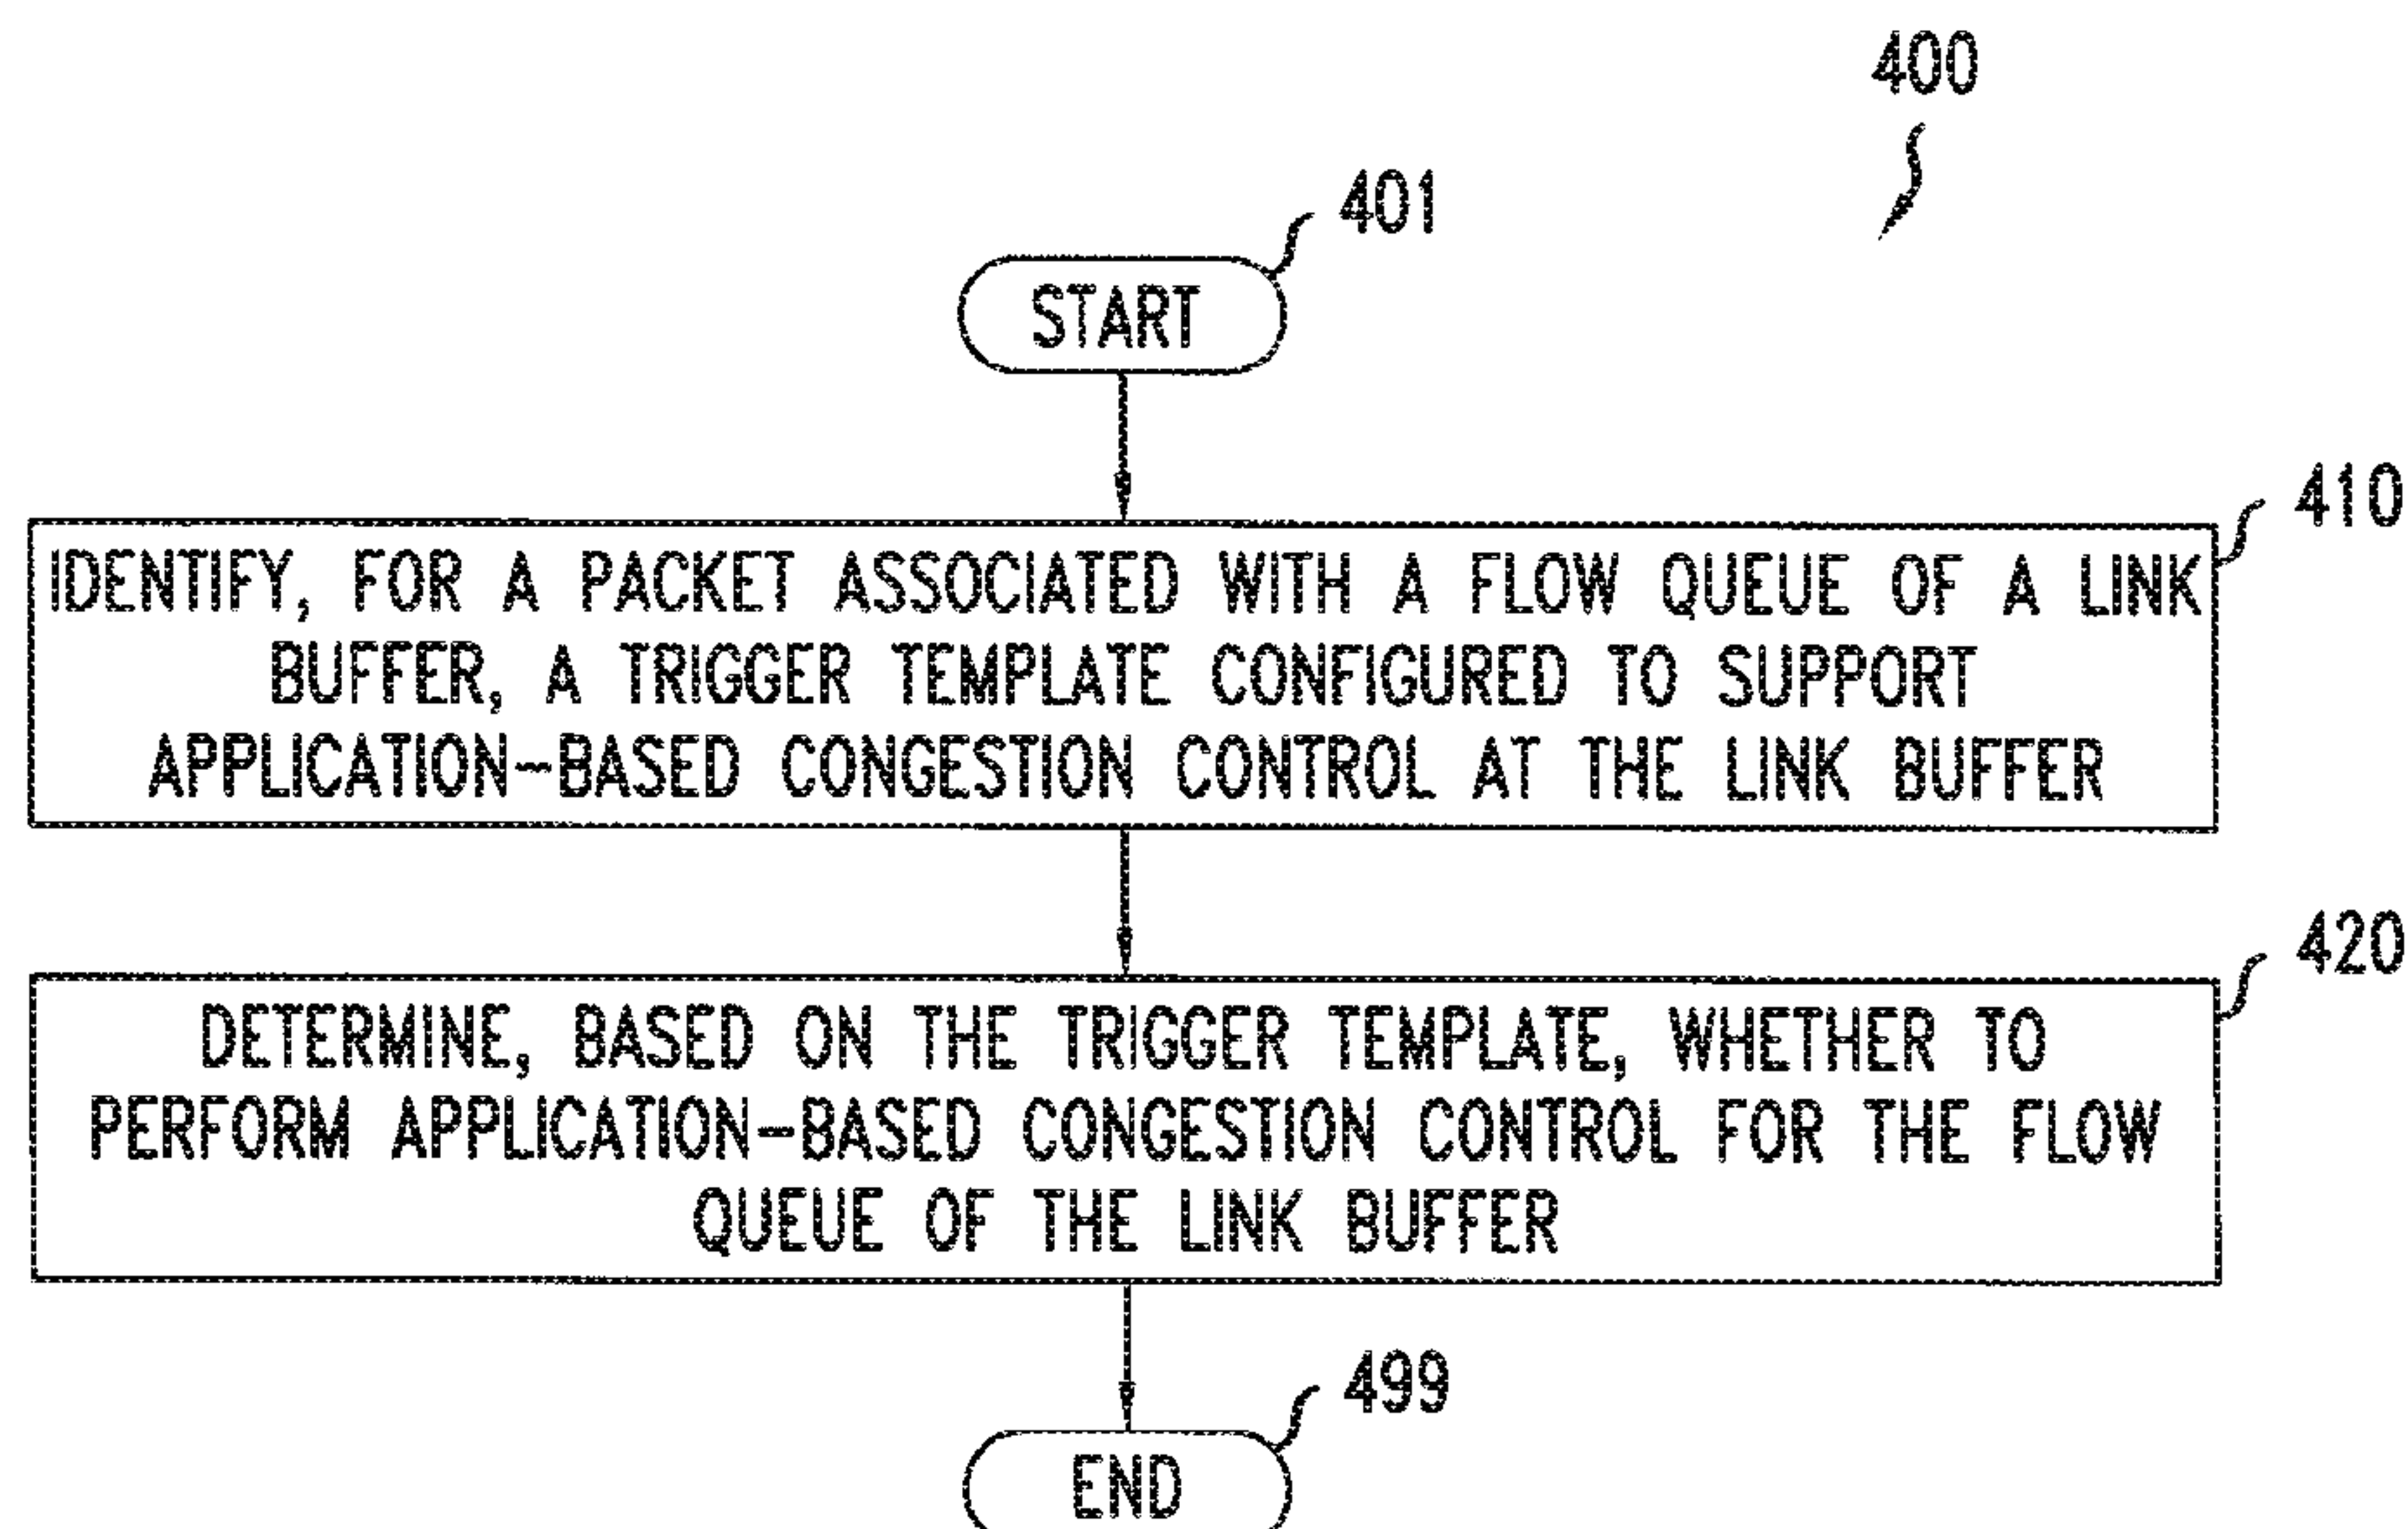 400
401
START
410
IDENTIFY, FOR A PACKET ASSOCIATED WITH A FLOW QUEUE OF A LINK
BUFFER, A TRIGGER TEMPLATE CONFIGURED TO SUPPORT
APPLICATION-BASED CONGESTION CONTROL AT THE LINK BUFFER
420
DETERMINE, BASED ON THE TRIGGER TEMPLATE, WHETHER TO
PERFORM APPLICATION-BASED CONGESTION CONTROL FOR THE FLOW
QUEUE OF THE LINK BUFFER
499
END